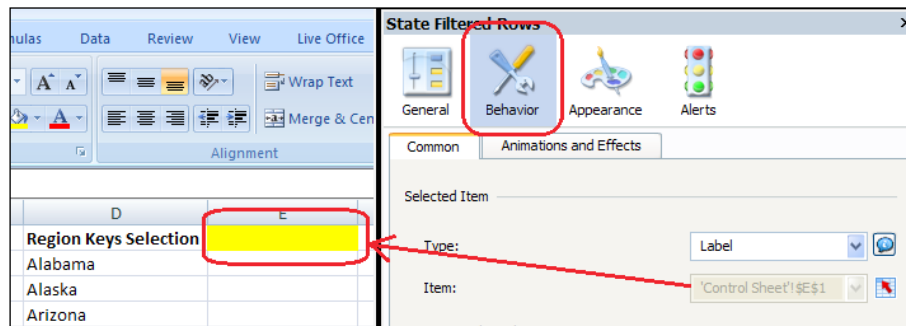 mulas Data Review View Live Office
A A Wrap Text
A Merge & Cen
Alignment
D E
Region Keys Selection
Alabama
Alaska
Arizona
State Filtered Rows
General Behavior Appearance Alerts
Common Animations and Effects
Selected Item
Type: Label
Item: 'Control Sheet'!$E$1